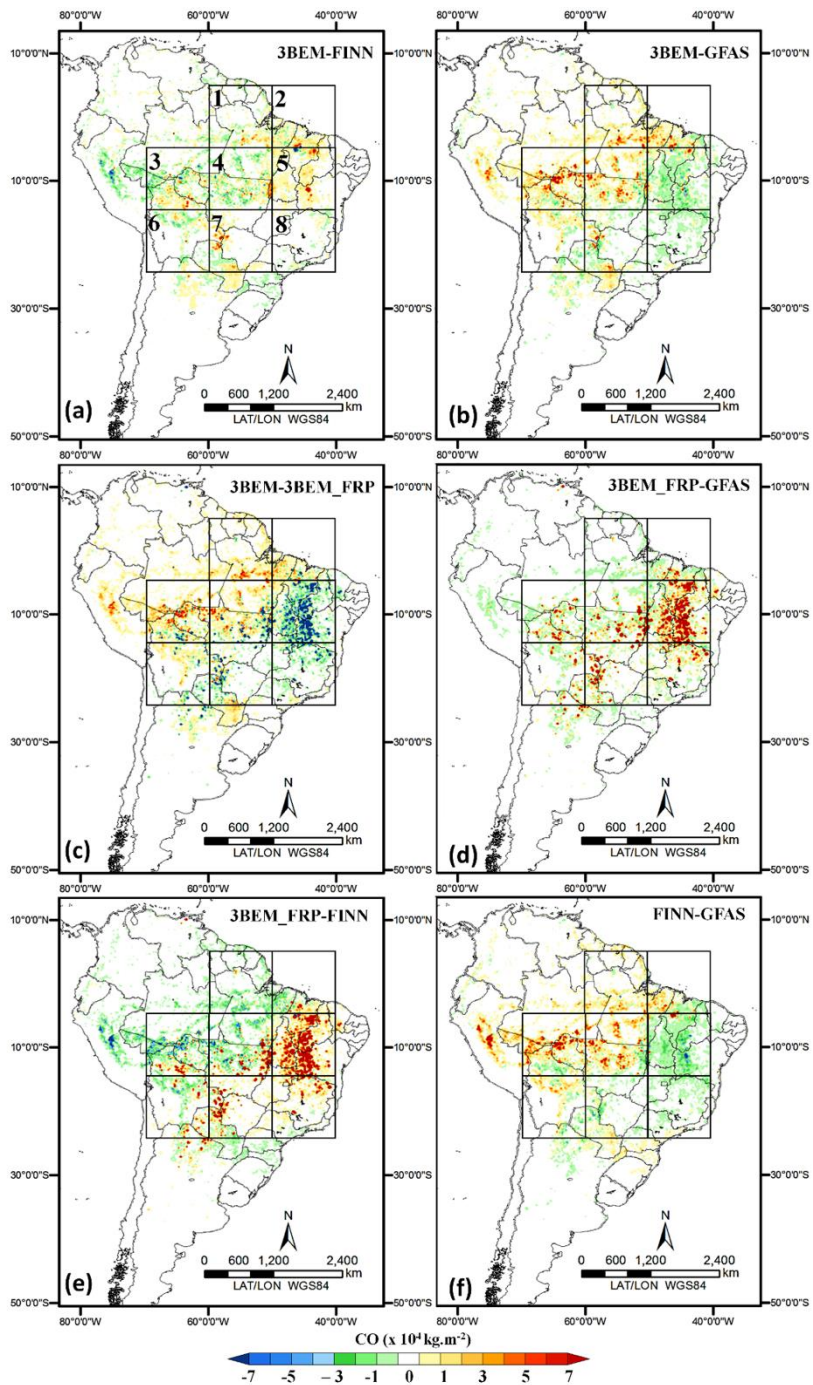 3BEM-FINN
3BEM-GFAS
10°0'0"N
10°0'0"N
1 2
3 4 5
10°0'0"S
10°0'0"S
6 7 8
30°0'0"S
30°0'0"S
N
N
(a)
0 600 1,200 2,400
km
LAT/LON WGS84
(b)
0 600 1,200 2,400
km
LAT/LON WGS84
50°0'0"S
50°0'0"S
80°0'0"W 60°0'0"W 40°0'0"W
80°0'0"W 60°0'0"W 40°0'0"W
3BEM-3BEM_FRP
3BEM_FRP-GFAS
10°0'0"N
10°0'0"N
10°0'0"S
10°0'0"S
30°0'0"S
30°0'0"S
N
N
(c)
0 600 1,200 2,400
km
LAT/LON WGS84
(d)
0 600 1,200 2,400
km
LAT/LON WGS84
50°0'0"S
50°0'0"S
80°0'0"W 60°0'0"W 40°0'0"W
80°0'0"W 60°0'0"W 40°0'0"W
3BEM_FRP-FINN
FINN-GFAS
10°0'0"N
10°0'0"N
10°0'0"S
10°0'0"S
30°0'0"S
30°0'0"S
N
N
(e)
0 600 1,200 2,400
km
LAT/LON WGS84
(f)
0 600 1,200 2,400
km
LAT/LON WGS84
50°0'0"S
50°0'0"S
80°0'0"W 60°0'0"W 40°0'0"W
80°0'0"W 60°0'0"W 40°0'0"W
CO (x 10⁴ kg.m⁻²)
-7 -5 -3 -1 0 1 3 5 7